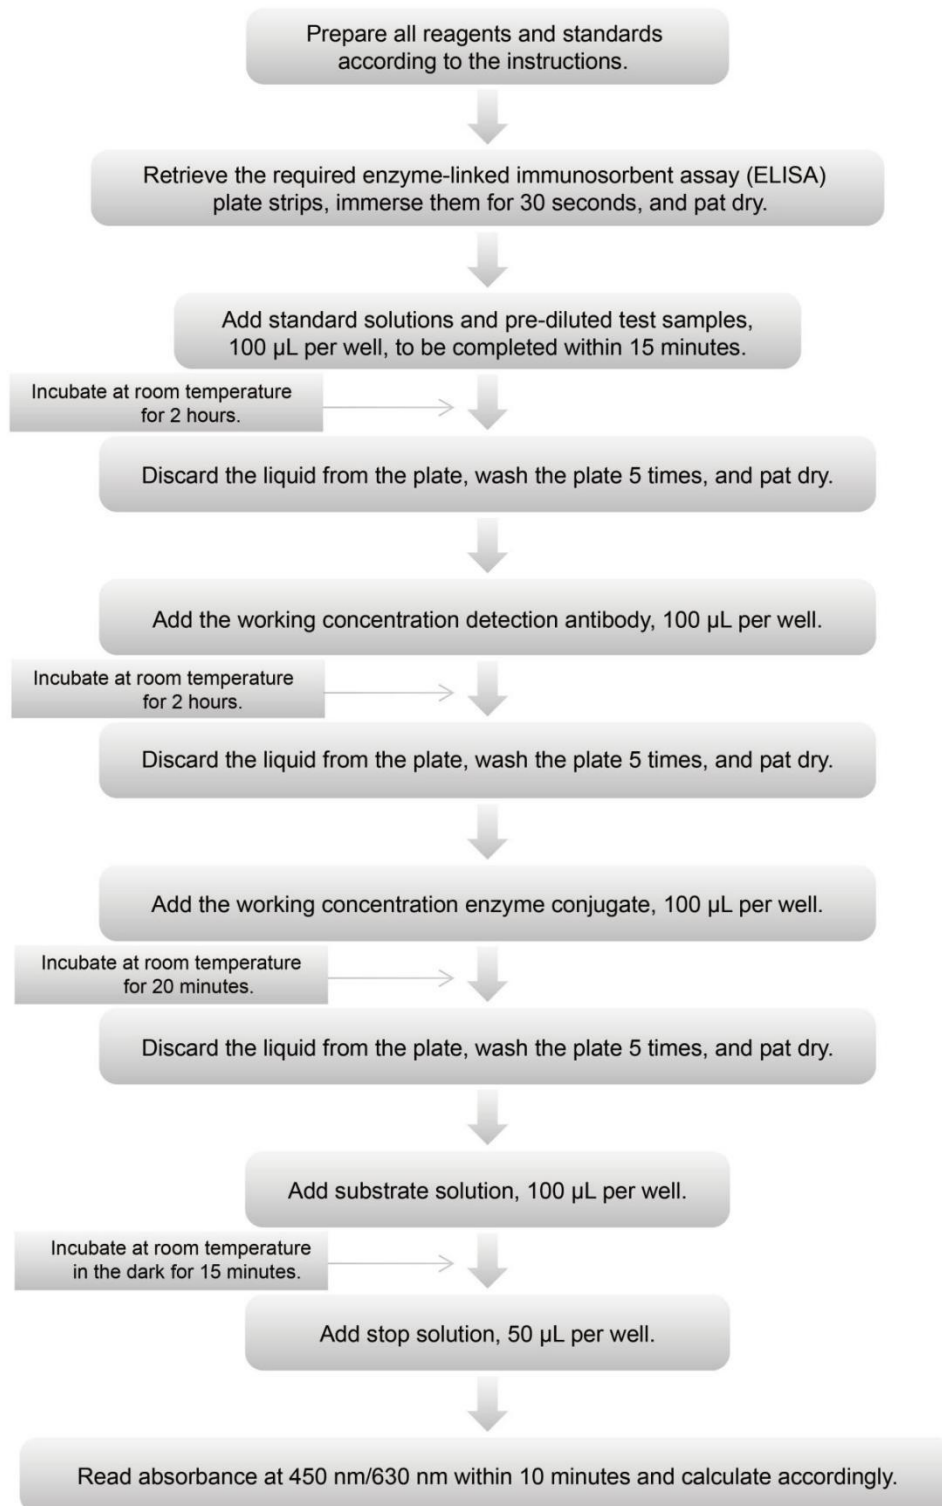 Prepare all reagents and standards
according to the instructions.
Retrieve the required enzyme-linked immunosorbent assay (ELISA)
plate strips, immerse them for 30 seconds, and pat dry.
Add standard solutions and pre-diluted test samples,
100 µL per well, to be completed within 15 minutes.
Incubate at room temperature
for 2 hours.
Discard the liquid from the plate, wash the plate 5 times, and pat dry.
Add the working concentration detection antibody, 100 µL per well.
Incubate at room temperature
for 2 hours.
Discard the liquid from the plate, wash the plate 5 times, and pat dry.
Add the working concentration enzyme conjugate, 100 µL per well.
Incubate at room temperature
for 20 minutes.
Discard the liquid from the plate, wash the plate 5 times, and pat dry.
Add substrate solution, 100 µL per well.
Incubate at room temperature
in the dark for 15 minutes.
Add stop solution, 50 µL per well.
Read absorbance at 450 nm/630 nm within 10 minutes and calculate accordingly.